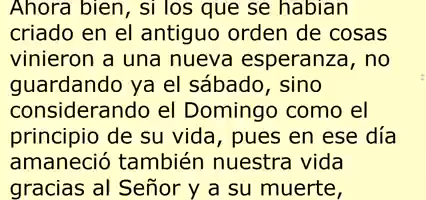 Ahora bien, si los que se habían
criado en el antiguo orden de cosas
vinieron a una nueva esperanza, no
guardando ya el sábado, sino
considerando el Domingo como el
principio de su vida, pues en ese día
amaneció también nuestra vida
gracias al Señor y a su muerte,